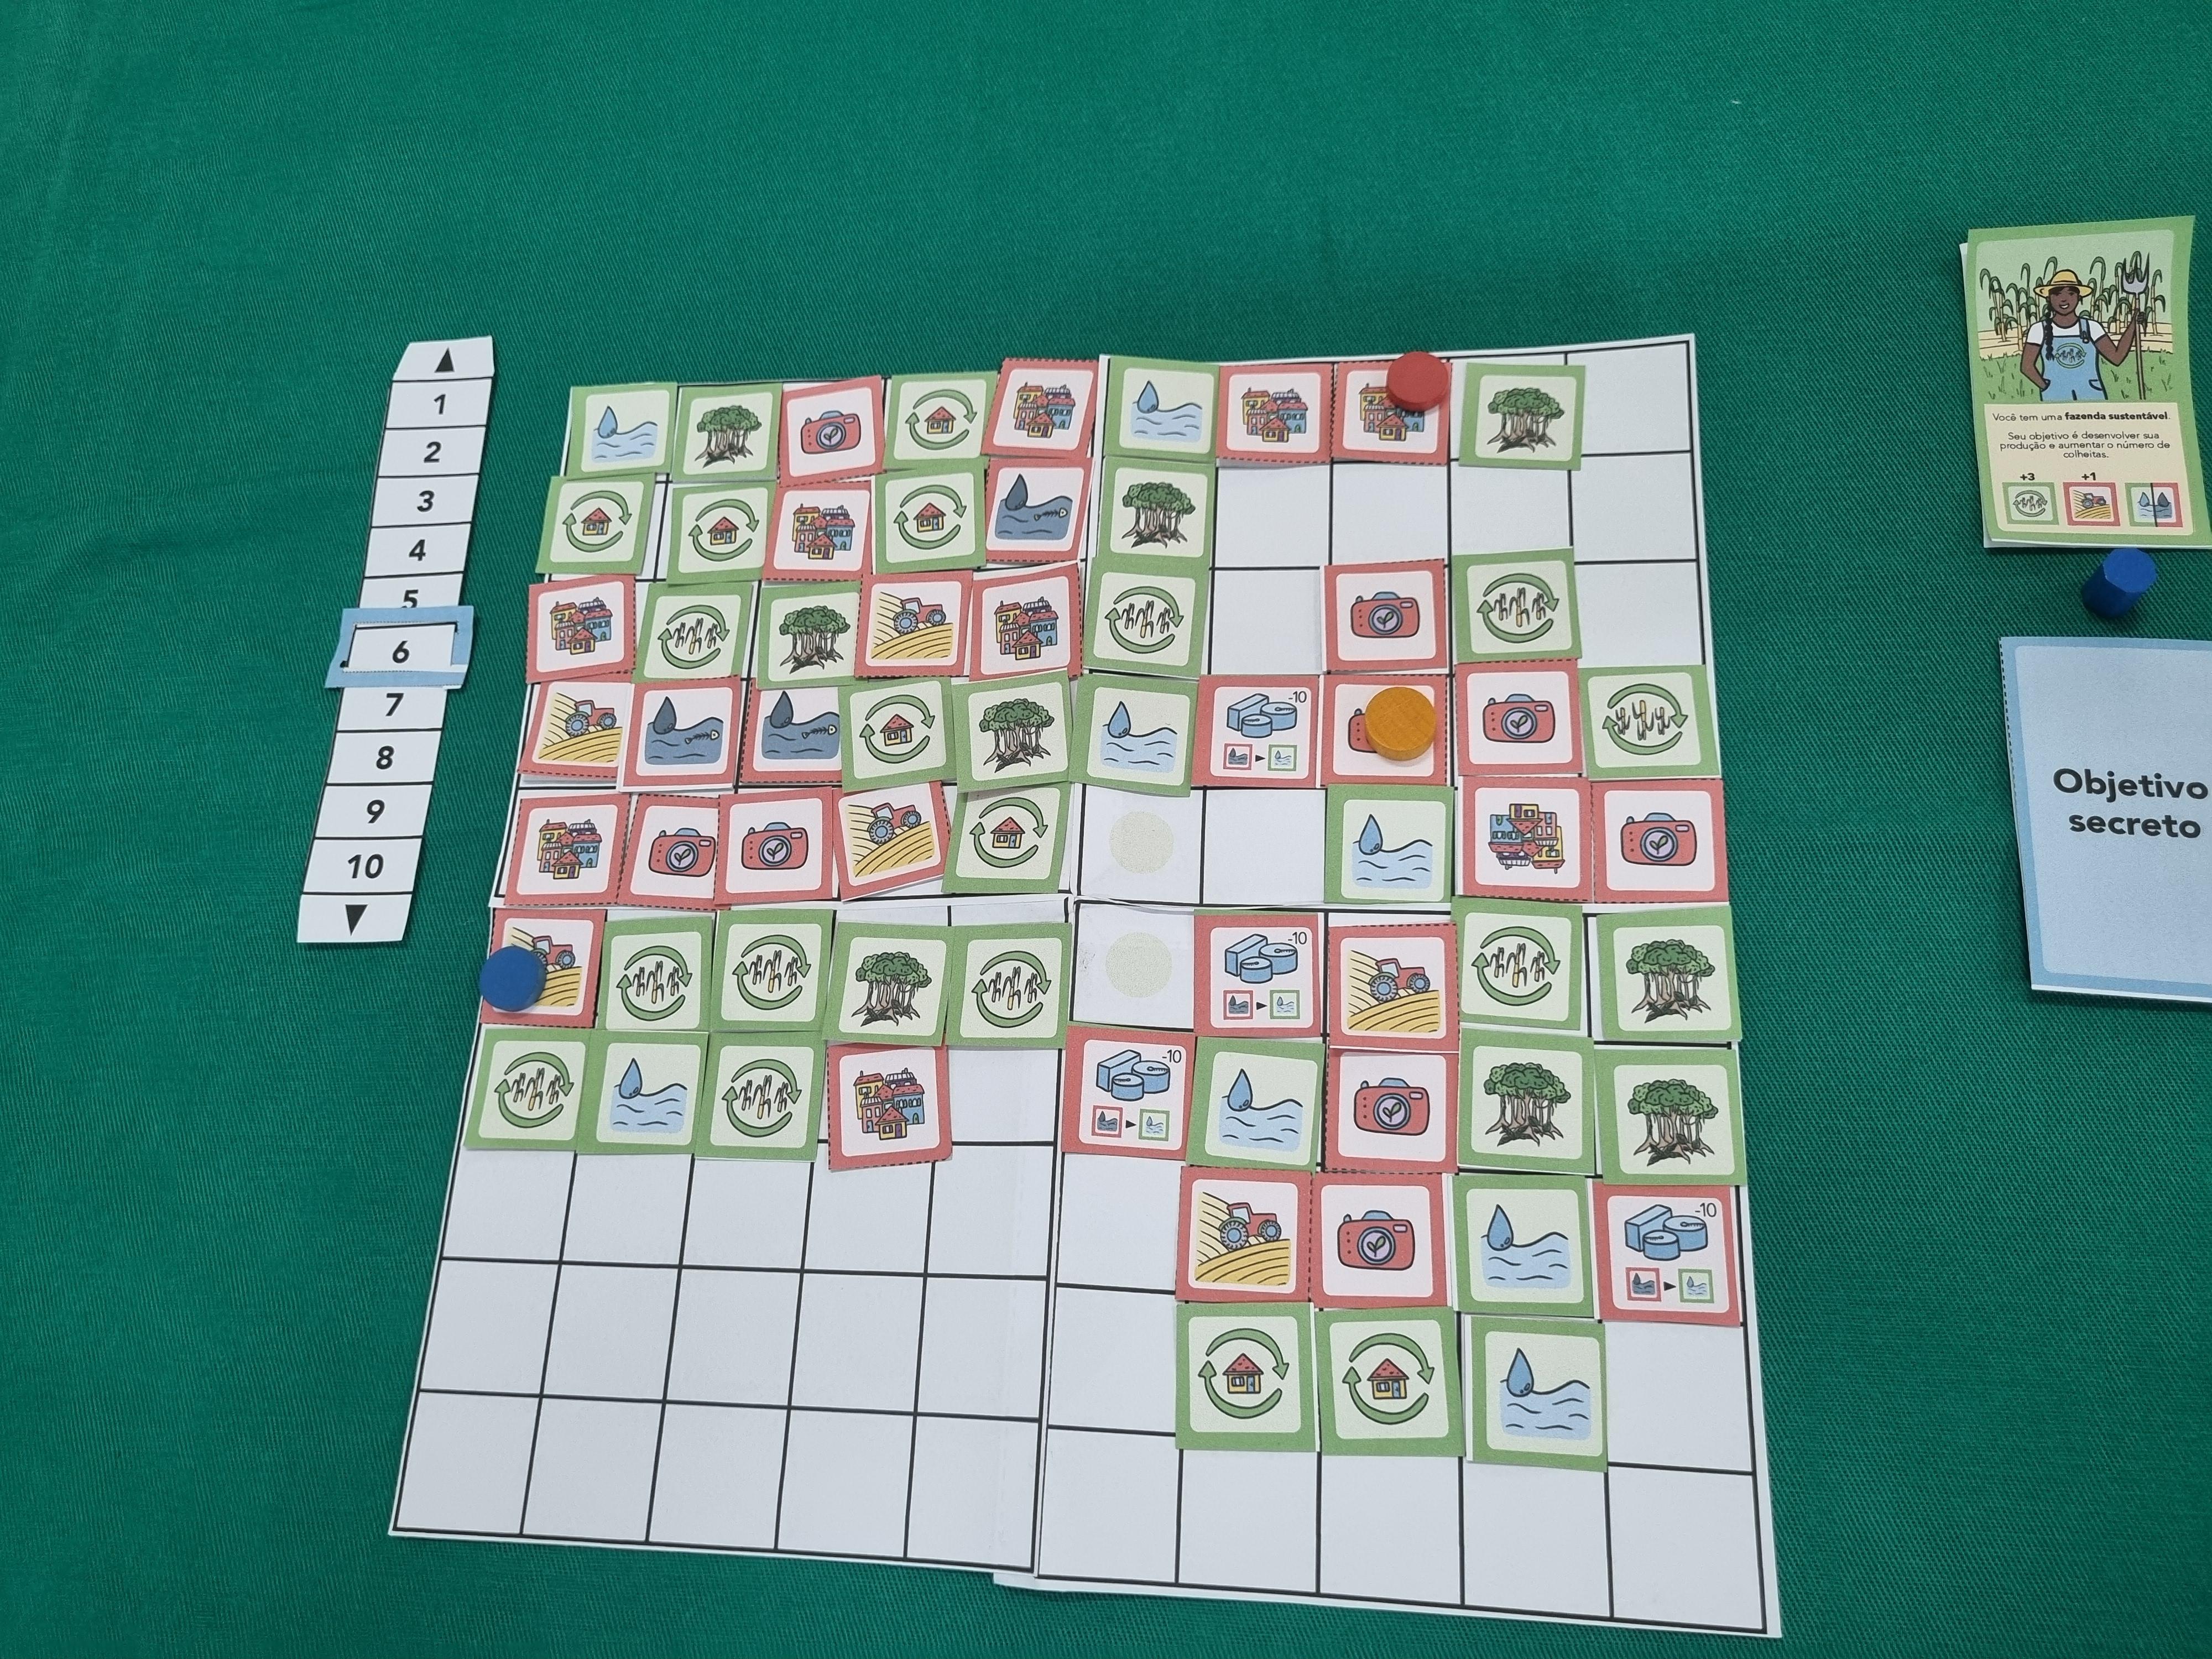 1
2
3
4
5
6
7
8
9
10
-10
-10
-10
-10
Você tem uma fazenda sustentável.
Seu objetivo é desenvolver sua
produção e aumentar o número de
colheitas.
+3 +1
Objetivo
secreto